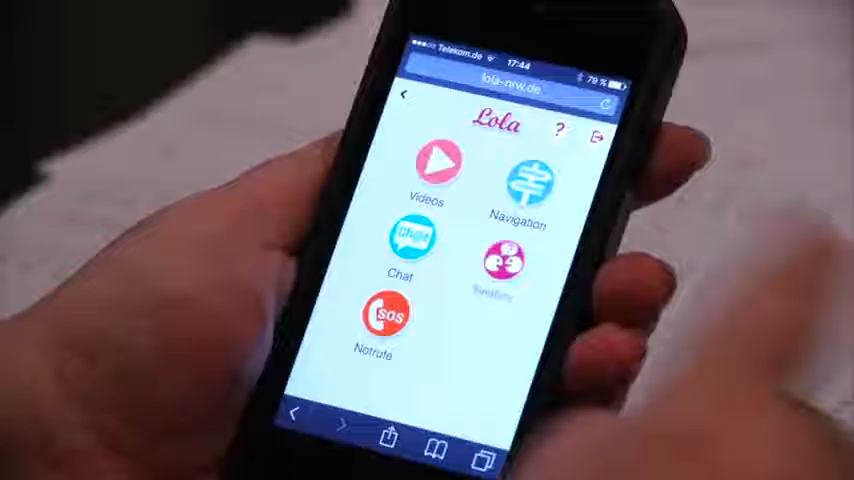 Telekom.de 17:44 79 %
lola-nrw.de
Lola ?
Videos
Navigation
Chat
Chat
SOS
Notrufe